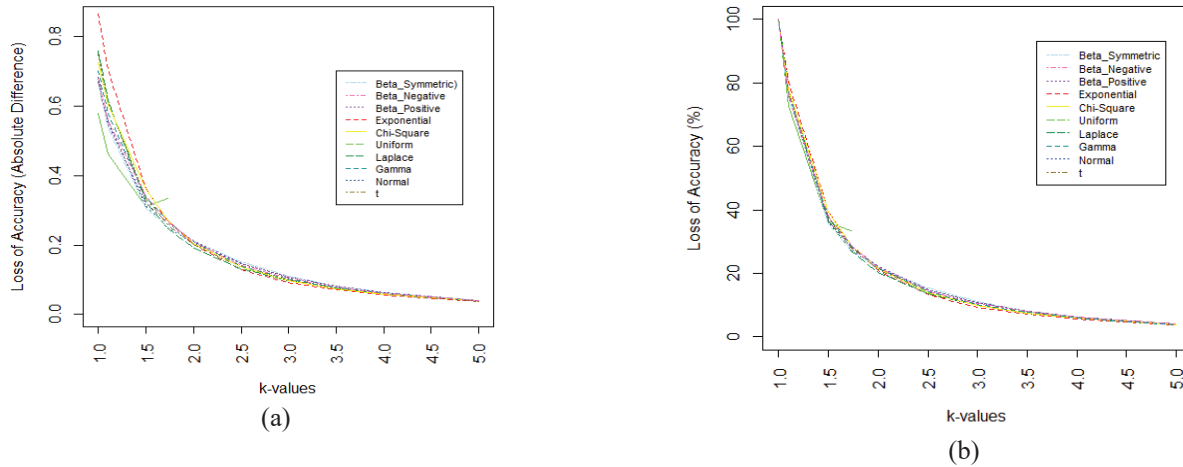 Loss of Accuracy (Absolute Difference)
0.8
0.6
0.4
0.2
0.0
Beta_Symmetric)
Beta_Negative
Beta_Positive
Exponential
Chi-Square
Uniform
Laplace
Gamma
Normal
t
1.0 1.5 2.0 2.5 3.0 3.5 4.0 4.5 5.0
k-values
(a)
Loss of Accuracy (%)
100
80
60
40
20
0
Beta_Symmetric
Beta_Negative
Beta_Positive
Exponential
Chi-Square
Uniform
Laplace
Gamma
Normal
t
1.0 1.5 2.0 2.5 3.0 3.5 4.0 4.5 5.0
k-values
(b)